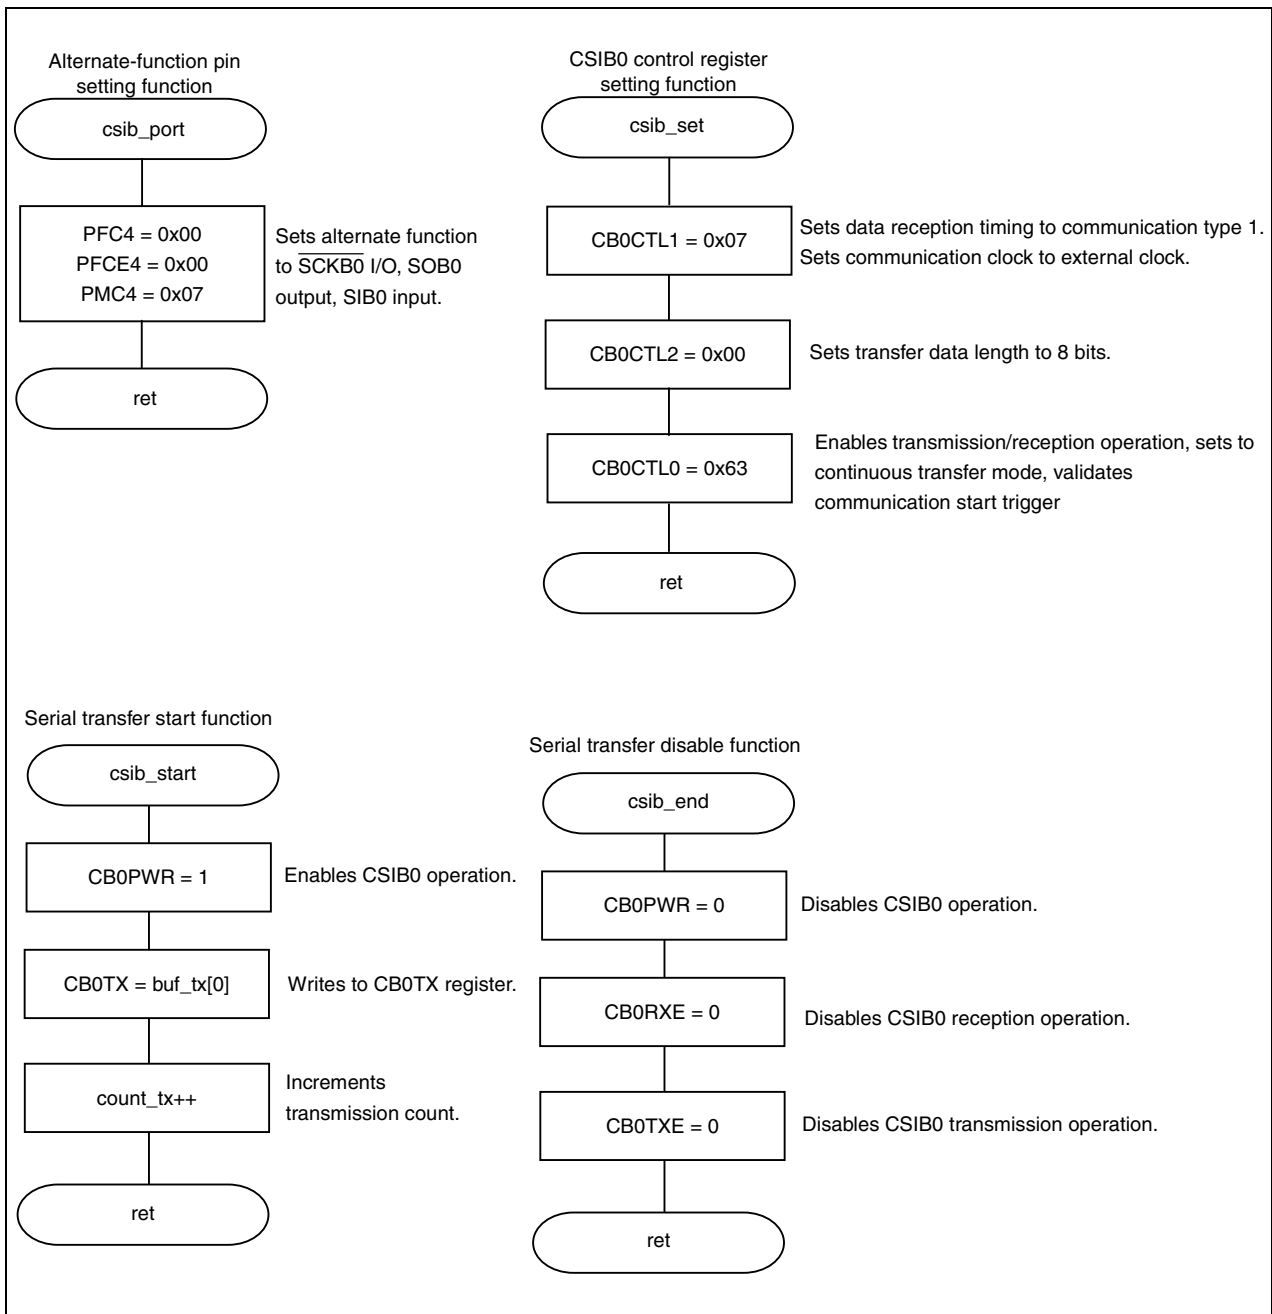 Alternate-function pin
setting function
csib_port
PFC4 = 0x00
PFCE4 = 0x00
PMC4 = 0x07
Sets alternate function
to SCKB0 I/O, SOB0
output, SIB0 input.
ret
CSIB0 control register
setting function
csib_set
CB0CTL1 = 0x07
Sets data reception timing to communication type 1.
Sets communication clock to external clock.
CB0CTL2 = 0x00
Sets transfer data length to 8 bits.
CB0CTL0 = 0x63
Enables transmission/reception operation, sets to
continuous transfer mode, validates
communication start trigger
ret
Serial transfer start function
csib_start
CB0PWR = 1
Enables CSIB0 operation.
CB0TX = buf_tx[0]
Writes to CB0TX register.
count_tx++
Increments
transmission count.
ret
Serial transfer disable function
csib_end
CB0PWR = 0
Disables CSIB0 operation.
CB0RXE = 0
Disables CSIB0 reception operation.
CB0TXE = 0
Disables CSIB0 transmission operation.
ret